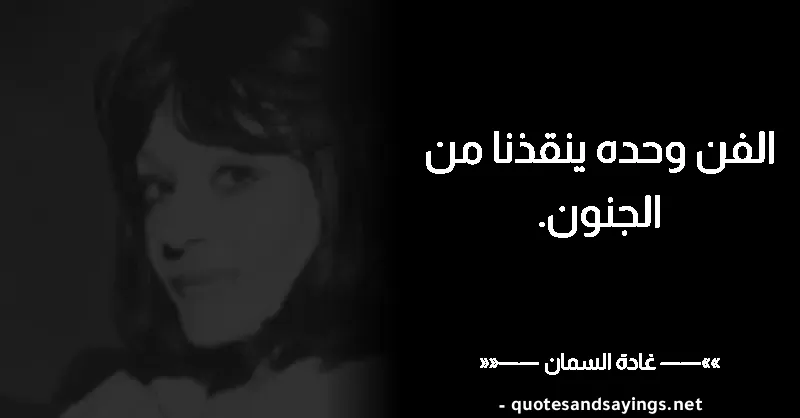 الفن وحده ينقذنا من
الجنون.
»»—— غادة السمان ——««
- quotesandsayings.net